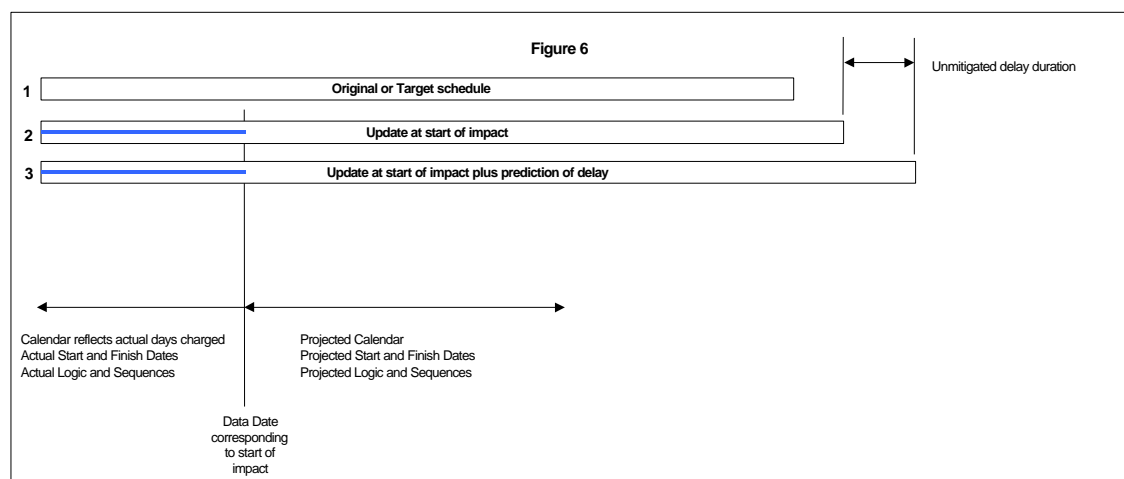 Figure 6
Unmitigated delay duration
1 Original or Target schedule
2 Update at start of impact
3 Update at start of impact plus prediction of delay
Calendar reflects actual days charged
Actual Start and Finish Dates
Actual Logic and Sequences
Projected Calendar
Projected Start and Finish Dates
Projected Logic and Sequences
Data Date
corresponding
to start of
impact